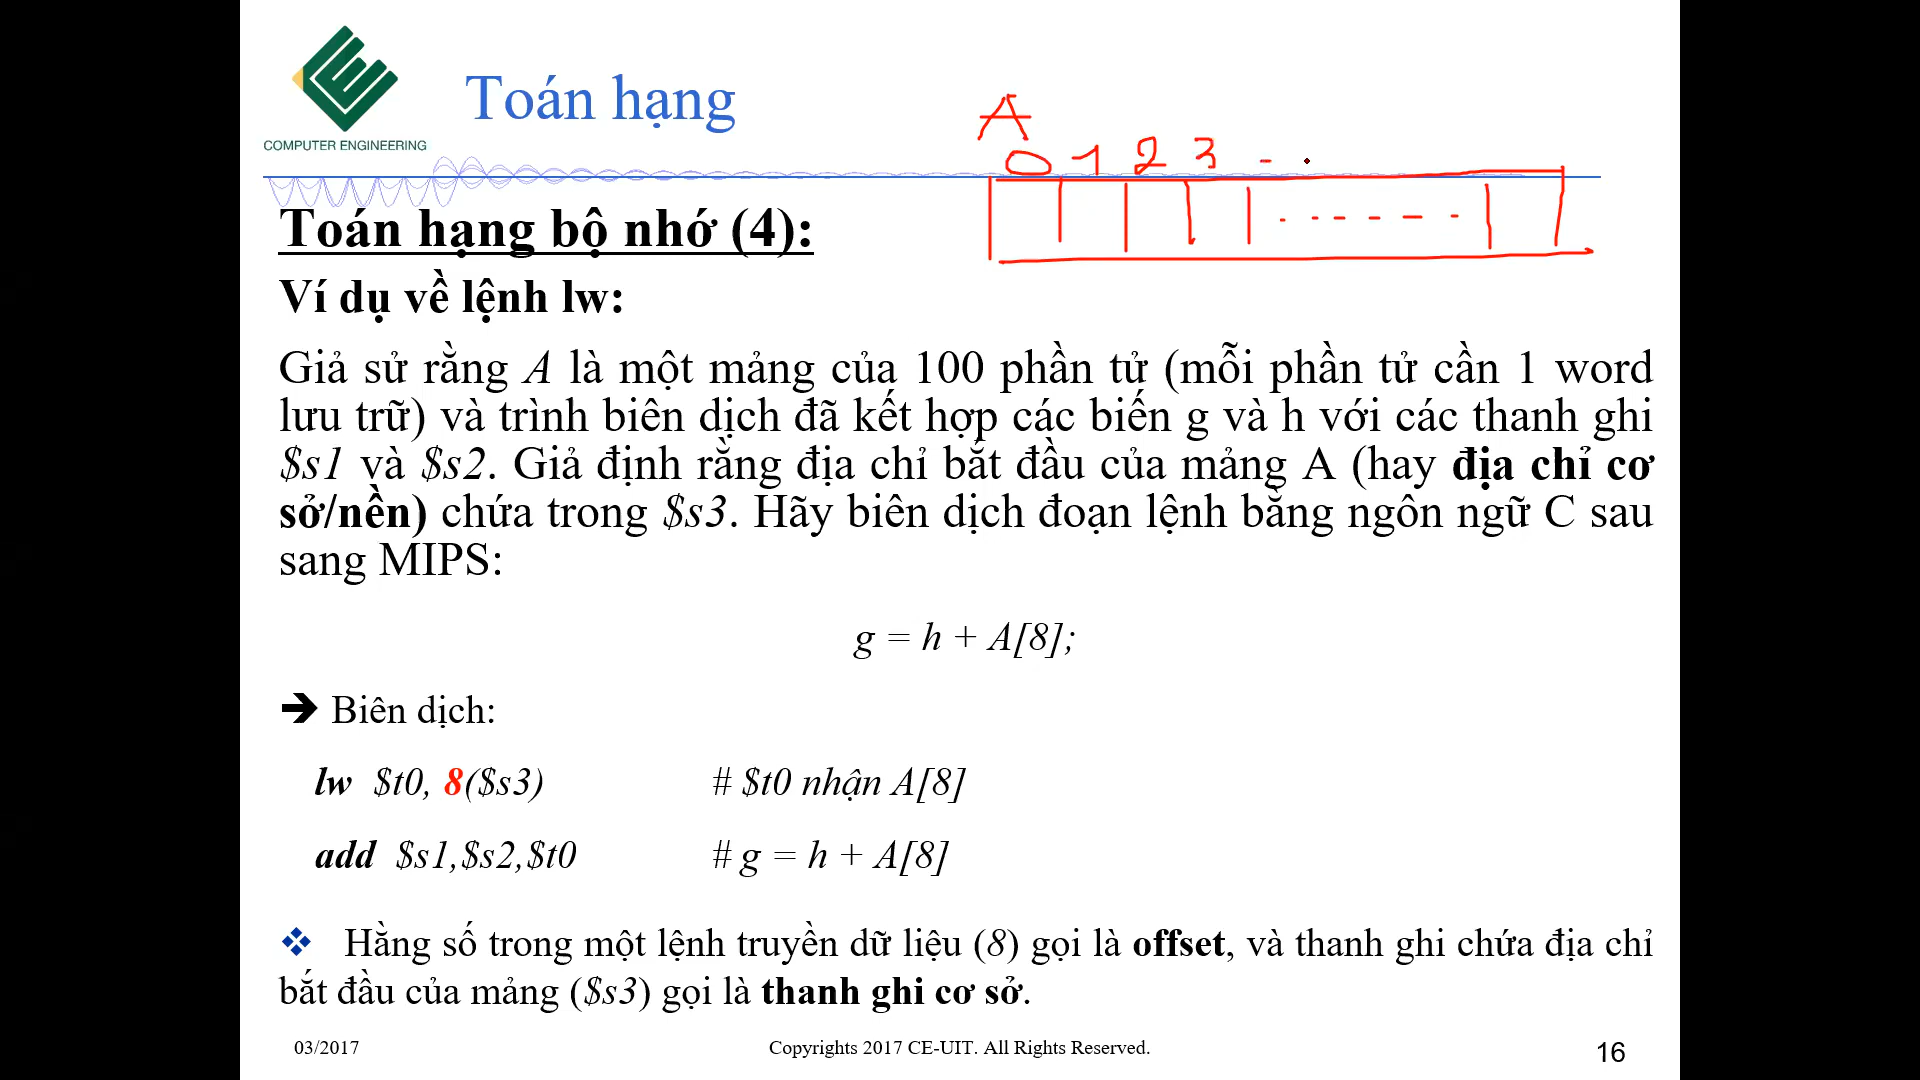 COMPUTER ENGINEERING
Toán hạng
A
0 1 2 3 - .
Toán hạng bộ nhớ (4):
Ví dụ về lệnh lw:
Giả sử rằng A là một mảng của 100 phần tử (mỗi phần tử cần 1 word
lưu trữ) và trình biên dịch đã kết hợp các biến g và h với các thanh ghi
$s1 và $s2. Giả định rằng địa chỉ bắt đầu của mảng A (hay địa chỉ cơ
sở/nền) chứa trong $s3. Hãy biên dịch đoạn lệnh bằng ngôn ngữ C sau
sang MIPS:
g = h + A[8];
➔ Biên dịch:
lw $t0, 8($s3) # $t0 nhận A[8]
add $s1,$s2,$t0 # g = h + A[8]
❖ Hằng số trong một lệnh truyền dữ liệu (8) gọi là offset, và thanh ghi chứa địa chỉ
bắt đầu của mảng ($s3) gọi là thanh ghi cơ sở.
03/2017 Copyrights 2017 CE-UIT. All Rights Reserved. 16